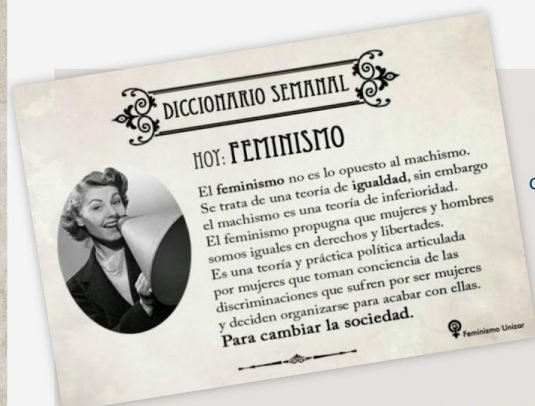 DICCIONARIO SEMANAL
HOY: FEMINISMO
El feminismo no es lo opuesto al machismo.
Se trata de una teoría de igualdad, sin embargo
el machismo es una teoría de inferioridad.
El feminismo propugna que mujeres y hombres
somos iguales en derechos y libertades.
Es una teoría y práctica política articulada
por mujeres que toman conciencia de las
discriminaciones que sufren por ser mujeres
y deciden organizarse para acabar con ellas.
Para cambiar la sociedad.
Feminismo Unizar